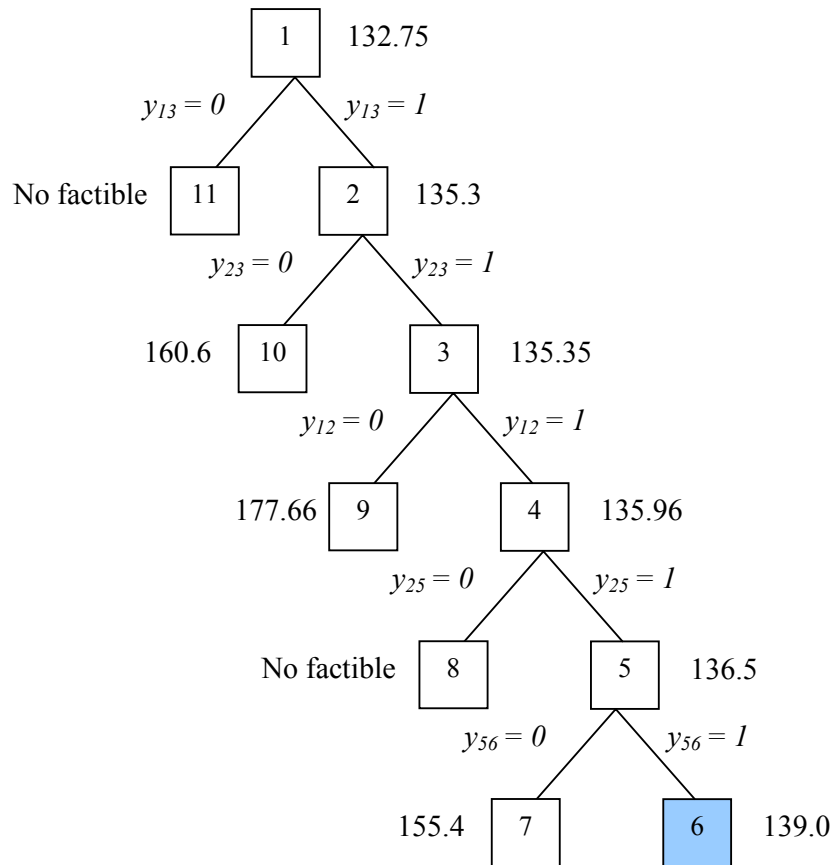 1 132.75
y13 = 0 y13 = 1
No factible 11 2 135.3
y23 = 0 y23 = 1
160.6 10 3 135.35
y12 = 0 y12 = 1
177.66 9 4 135.96
y25 = 0 y25 = 1
No factible 8 5 136.5
y56 = 0 y56 = 1
155.4 7 6 139.0